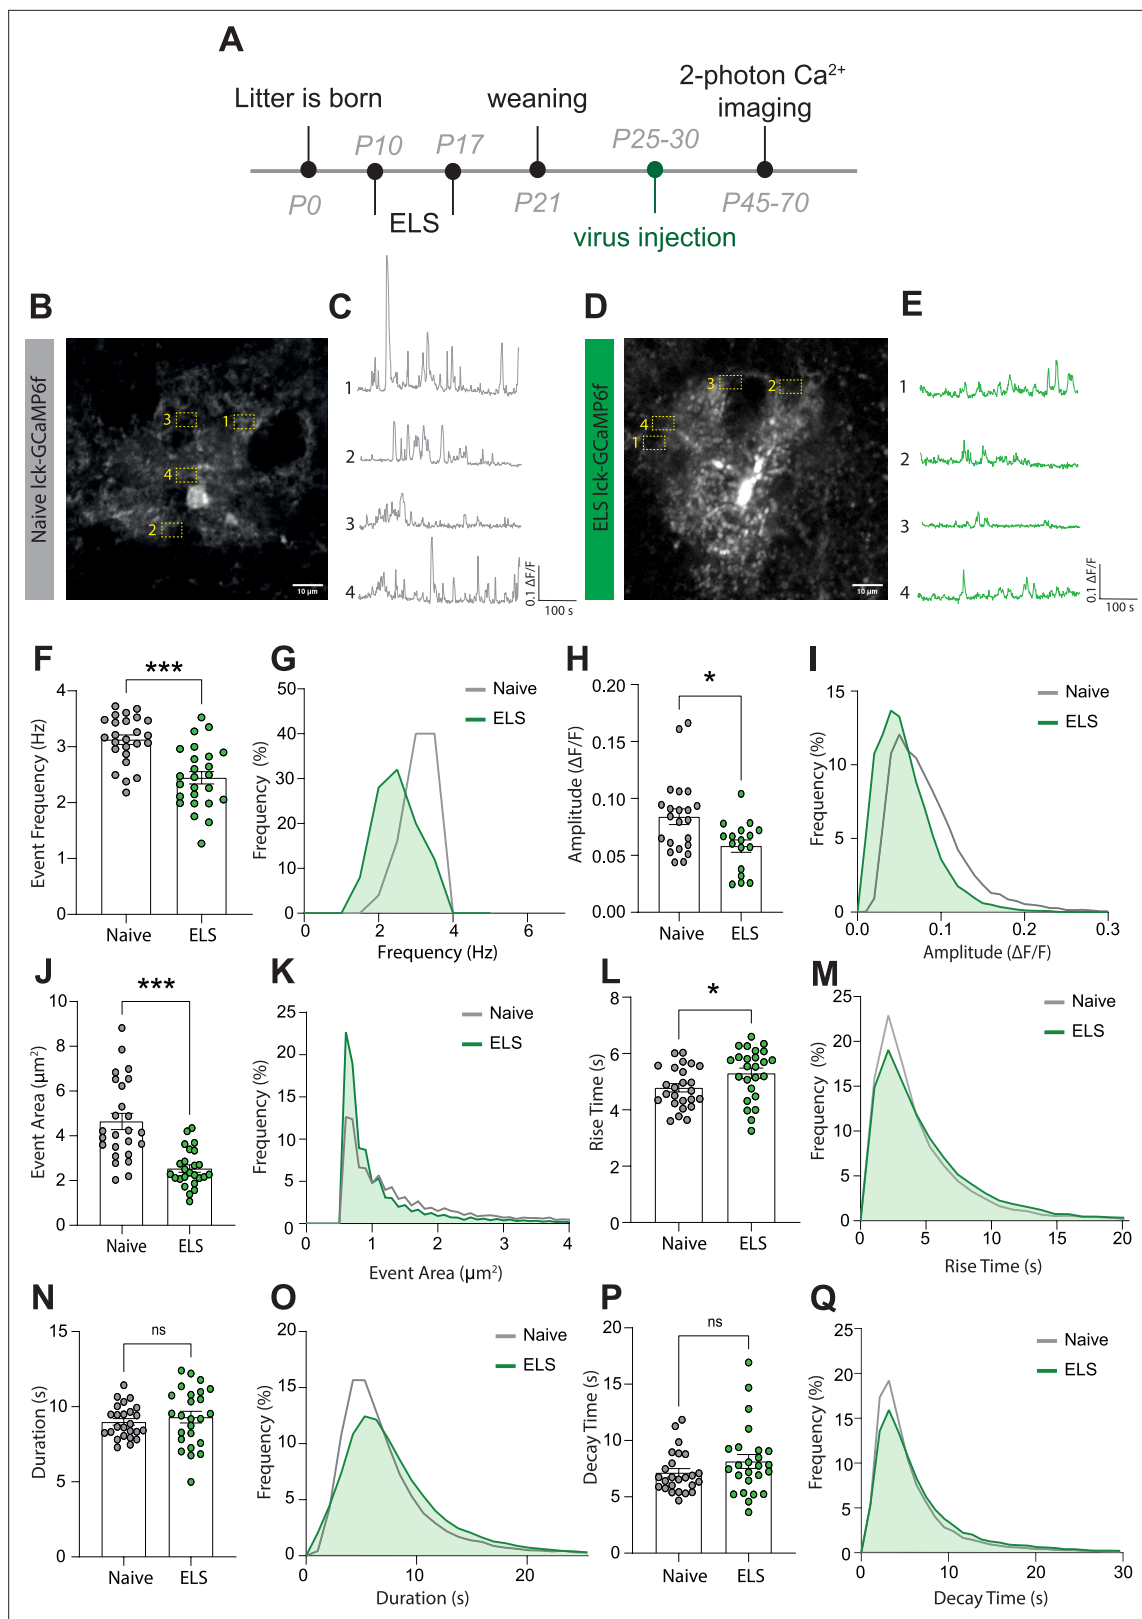 A
Litter is born
weaning
2-photon Ca²⁺
imaging
P10
P17
P25-30
P0
P21
P45-70
ELS
virus injection
B
Naive lck-GCaMP6f
3
1
4
2
10 µm
C
1
2
3
4
0.1 ΔF/F
100 s
D
ELS lck-GCaMP6f
3
2
4
1
10 µm
E
1
2
3
4
0.1 ΔF/F
100 s
F
***
Event Frequency (Hz)
4
3
2
1
0
Naive
ELS
G
Frequency (%)
50
40
30
20
10
0
0
2
4
6
Frequency (Hz)
Naive
ELS
H
*
Amplitude (ΔF/F)
0.20
0.15
0.10
0.05
0.00
Naive
ELS
I
Frequency (%)
15
10
5
0
0.0
0.1
0.2
0.3
Amplitude (ΔF/F)
Naive
ELS
J
***
Event Area (µm²)
10
8
6
4
2
0
Naive
ELS
K
Frequency (%)
25
20
15
10
5
0
0
1
2
3
4
Event Area (µm²)
Naive
ELS
L
*
Rise Time (s)
8
6
4
2
0
Naive
ELS
M
Frequency (%)
25
20
15
10
5
0
0
5
10
15
20
Rise Time (s)
Naive
ELS
N
ns
Duration (s)
15
10
5
0
Naive
ELS
O
Frequency (%)
20
15
10
5
0
0
10
20
Duration (s)
Naive
ELS
P
ns
Decay Time (s)
20
15
10
5
0
Naive
ELS
Q
Frequency (%)
25
20
15
10
5
0
0
10
20
30
Decay Time (s)
Naive
ELS